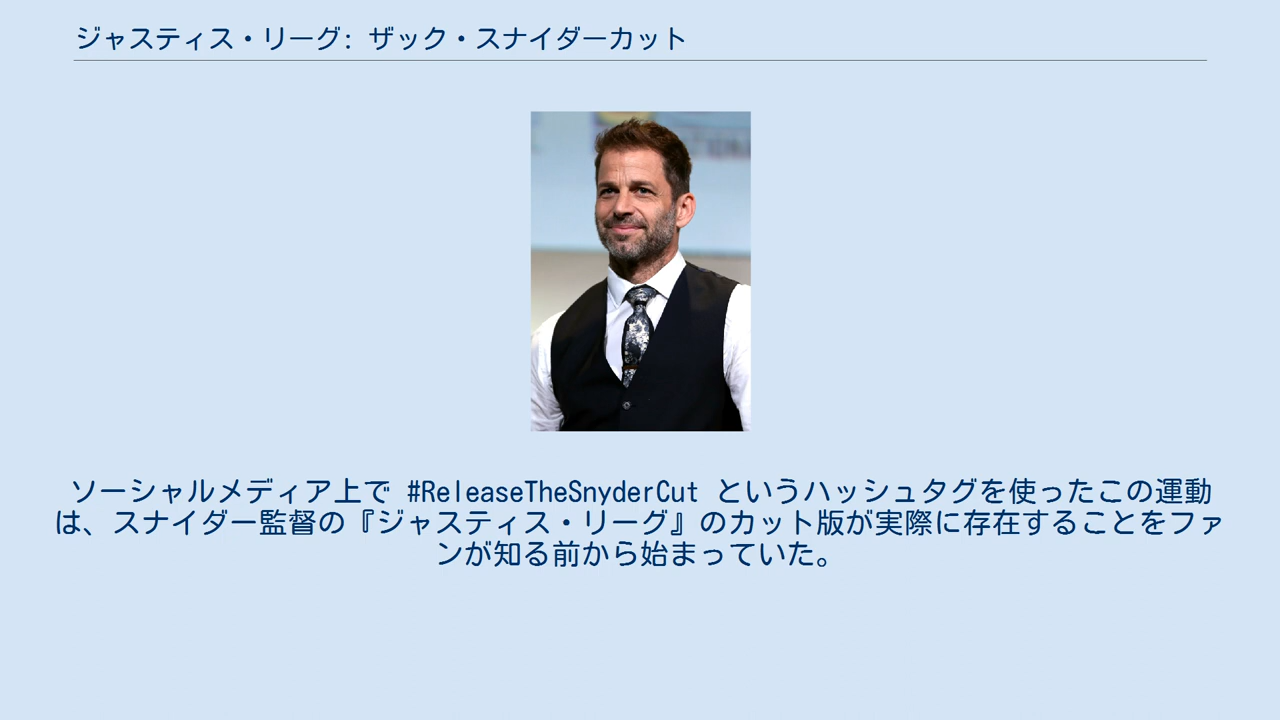 ジャスティス・リーグ: ザック・スナイダーカット
ソーシャルメディア上で #ReleaseTheSnyderCut というハッシュタグを使ったこの運動
は、スナイダー監督の『ジャスティス・リーグ』のカット版が実際に存在することをファ
ンが知る前から始まっていた。